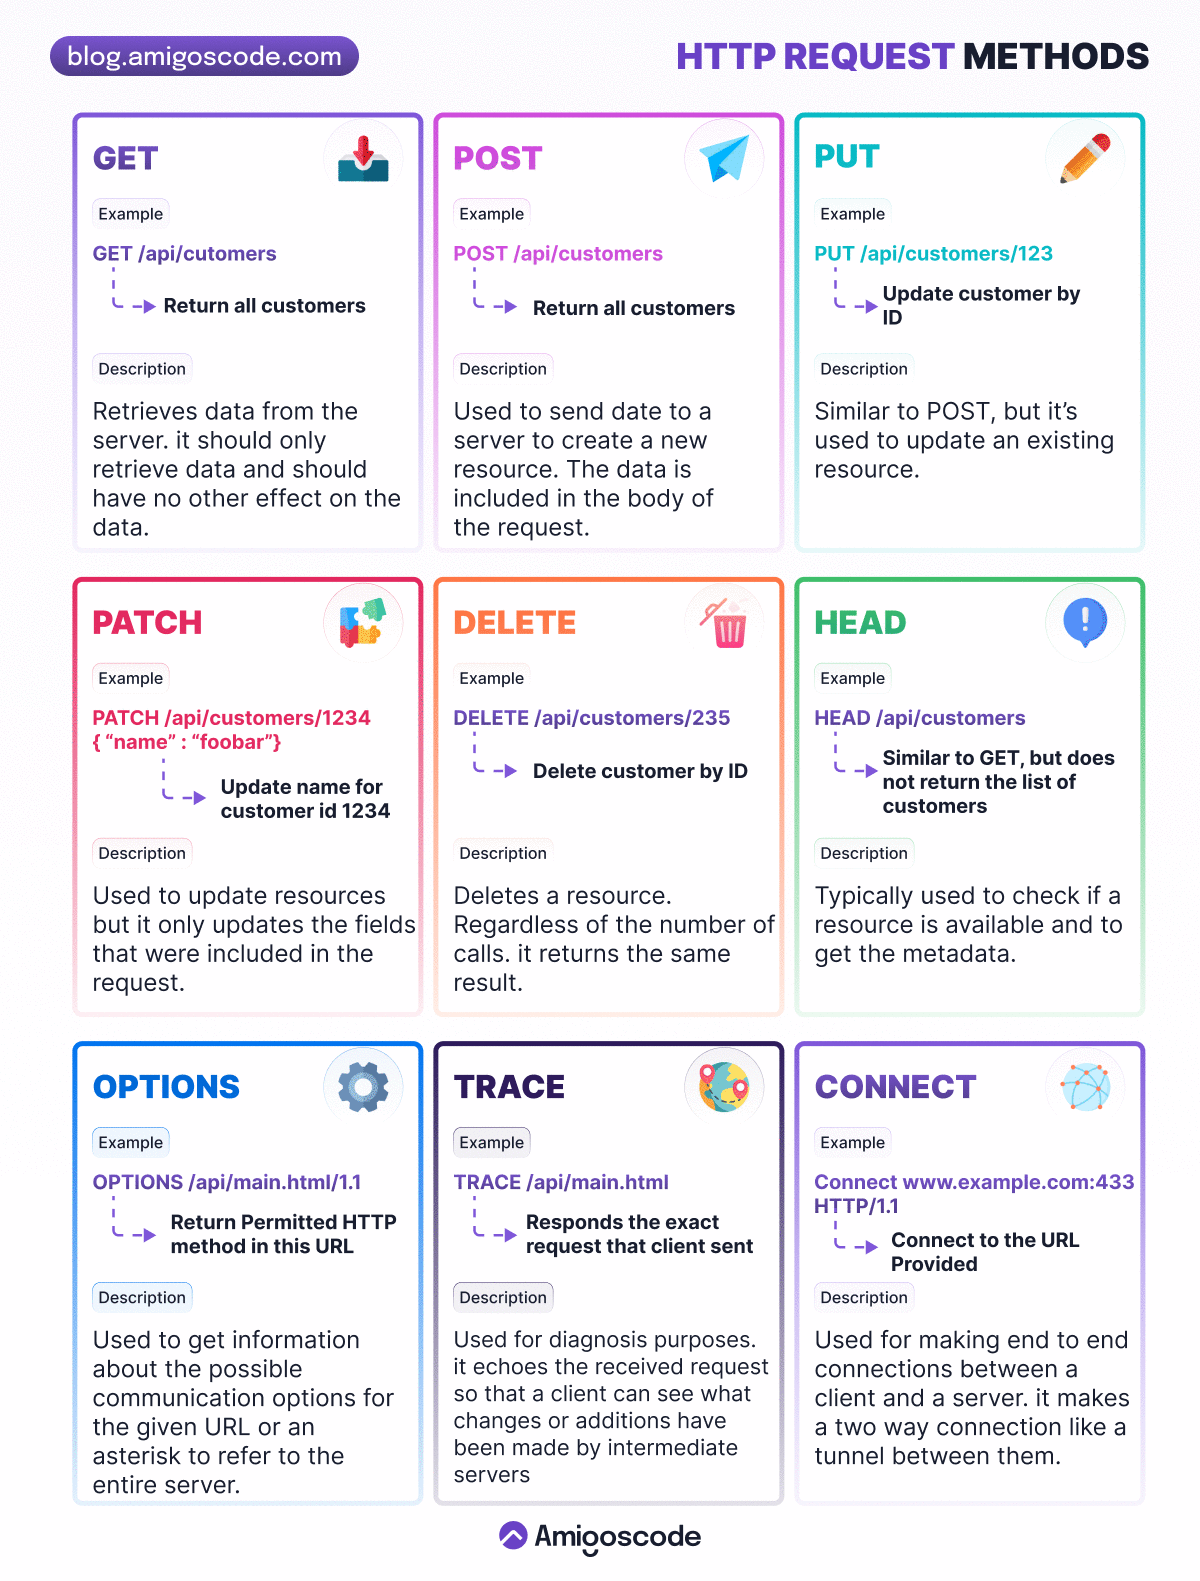 blog.amigoscode.com
HTTP REQUEST METHODS
GET
Example
GET /api/cutomers
Return all customers
Description
Retrieves data from the
server. it should only
retrieve data and should
have no other effect on the
data.
POST
Example
POST /api/customers
Return all customers
Description
Used to send date to a
server to create a new
resource. The data is
included in the body of
the request.
PUT
Example
PUT /api/customers/123
Update customer by
ID
Description
Similar to POST, but it’s
used to update an existing
resource.
PATCH
Example
PATCH /api/customers/1234
{ “name” : “foobar”}
Update name for
customer id 1234
Description
Used to update resources
but it only updates the fields
that were included in the
request.
DELETE
Example
DELETE /api/customers/235
Delete customer by ID
Description
Deletes a resource.
Regardless of the number of
calls. it returns the same
result.
HEAD
Example
HEAD /api/customers
Similar to GET, but does
not return the list of
customers
Description
Typically used to check if a
resource is available and to
get the metadata.
OPTIONS
Example
OPTIONS /api/main.html/1.1
Return Permitted HTTP
method in this URL
Description
Used to get information
about the possible
communication options for
the given URL or an
asterisk to refer to the
entire server.
TRACE
Example
TRACE /api/main.html
Responds the exact
request that client sent
Description
Used for diagnosis purposes.
it echoes the received request
so that a client can see what
changes or additions have
been made by intermediate
servers
CONNECT
Example
Connect www.example.com:433
HTTP/1.1
Connect to the URL
Provided
Description
Used for making end to end
connections between a
client and a server. it makes
a two way connection like a
tunnel between them.
Amigoscode